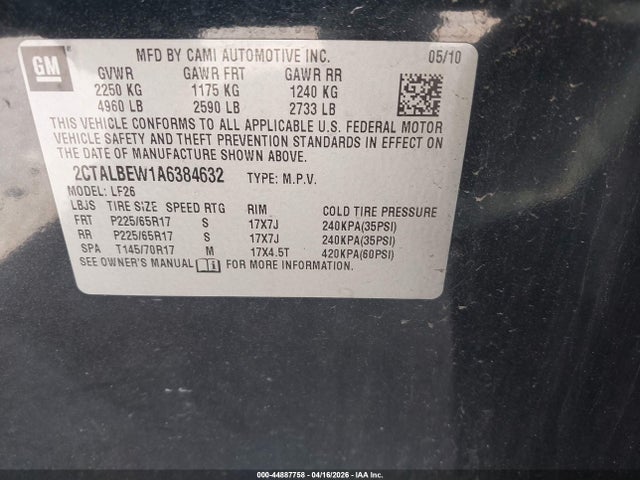 GM
MFD BY CAMI AUTOMOTIVE INC. 05/10
GVWR GAWR FRT GAWR RR
2250 KG 1175 KG 1240 KG
4960 LB 2590 LB 2733 LB
THIS VEHICLE CONFORMS TO ALL APPLICABLE U.S. FEDERAL MOTOR
VEHICLE SAFETY AND THEFT PREVENTION STANDARDS IN EFFECT ON
DATE OF MANUFACTURE SHOWN ABOVE.
2CTALBEW1A6384632 TYPE: M.P.V.
MODEL: LF26
LBJS TIRE SIZE SPEED RTG RIM COLD TIRE PRESSURE
FRT P225/65R17 S 17X7J 240KPA(35PSI)
RR P225/65R17 S 17X7J 240KPA(35PSI)
SPA T145/70R17 M 17X4.5T 420KPA(60PSI)
SEE OWNER'S MANUAL FOR MORE INFORMATION.
000-44887758 - 04/16/2026 - IAA Inc.